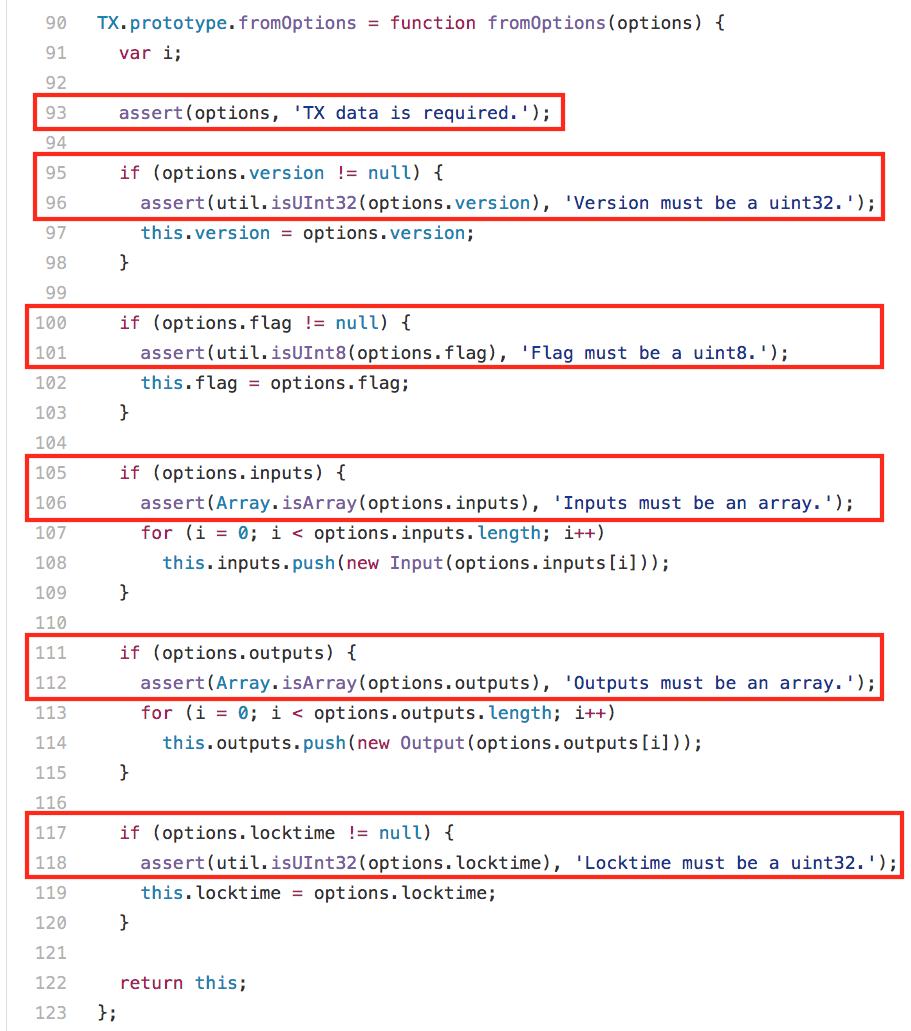 90 TX.prototype.fromOptions = function fromOptions(options) {
91 var i;
92
93 assert(options, 'TX data is required.');
94
95 if (options.version != null) {
96 assert(util.isUInt32(options.version), 'Version must be a uint32.');
97 this.version = options.version;
98 }
99
100 if (options.flag != null) {
101 assert(util.isUInt8(options.flag), 'Flag must be a uint8.');
102 this.flag = options.flag;
103 }
104
105 if (options.inputs) {
106 assert(Array.isArray(options.inputs), 'Inputs must be an array.');
107 for (i = 0; i < options.inputs.length; i++)
108 this.inputs.push(new Input(options.inputs[i]));
109 }
110
111 if (options.outputs) {
112 assert(Array.isArray(options.outputs), 'Outputs must be an array.');
113 for (i = 0; i < options.outputs.length; i++)
114 this.outputs.push(new Output(options.outputs[i]));
115 }
116
117 if (options.locktime != null) {
118 assert(util.isUInt32(options.locktime), 'Locktime must be a uint32.');
119 this.locktime = options.locktime;
120 }
121
122 return this;
123 };